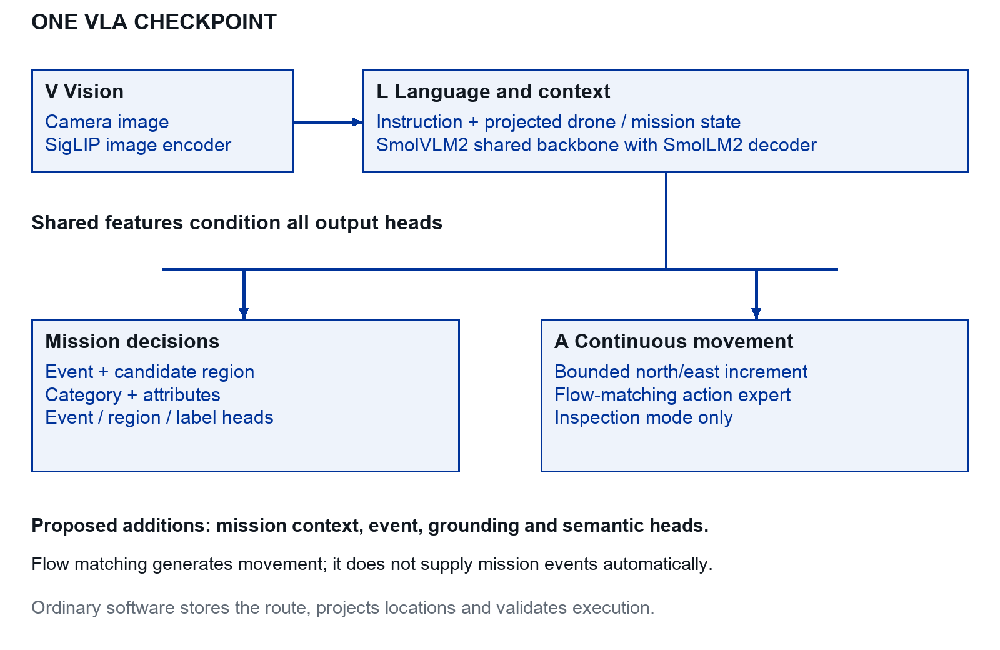 ONE VLA CHECKPOINT
V Vision
Camera image
SigLIP image encoder
L Language and context
Instruction + projected drone / mission state
SmolVLM2 shared backbone with SmolLM2 decoder
Shared features condition all output heads
Mission decisions
Event + candidate region
Category + attributes
Event / region / label heads
A Continuous movement
Bounded north/east increment
Flow-matching action expert
Inspection mode only
Proposed additions: mission context, event, grounding and semantic heads.
Flow matching generates movement; it does not supply mission events automatically.
Ordinary software stores the route, projects locations and validates execution.